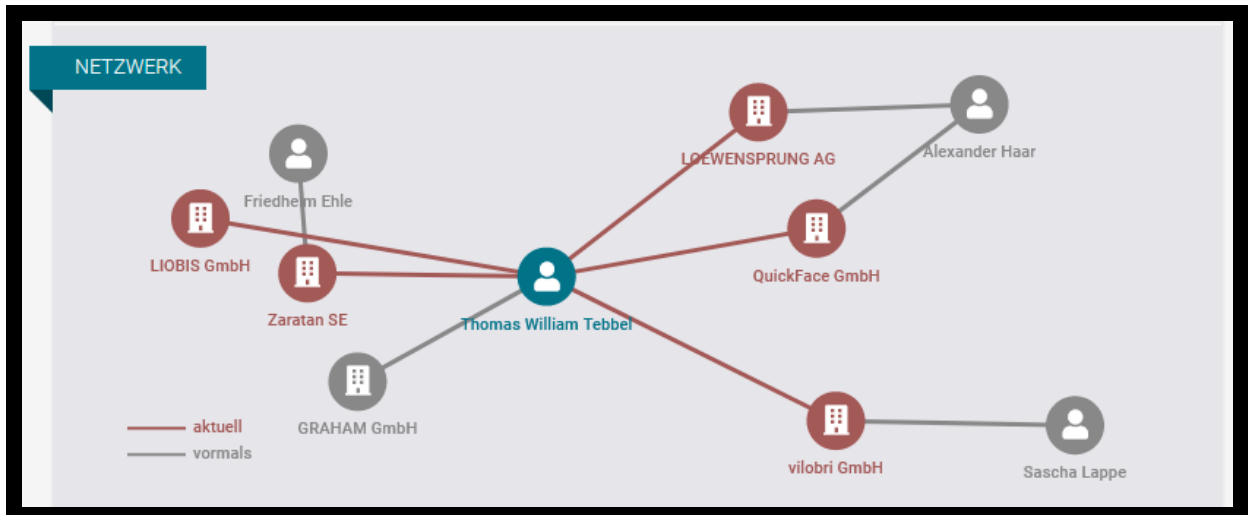 NETZWERK
LOEWENSPRUNG AG
Alexander Haar
Friedhelm Ehle
LIOBIS GmbH
QuickFace GmbH
Zaratan SE
Thomas William Tebbel
GRAHAM GmbH
aktuell
vormals
vilobri GmbH
Sascha Lappe